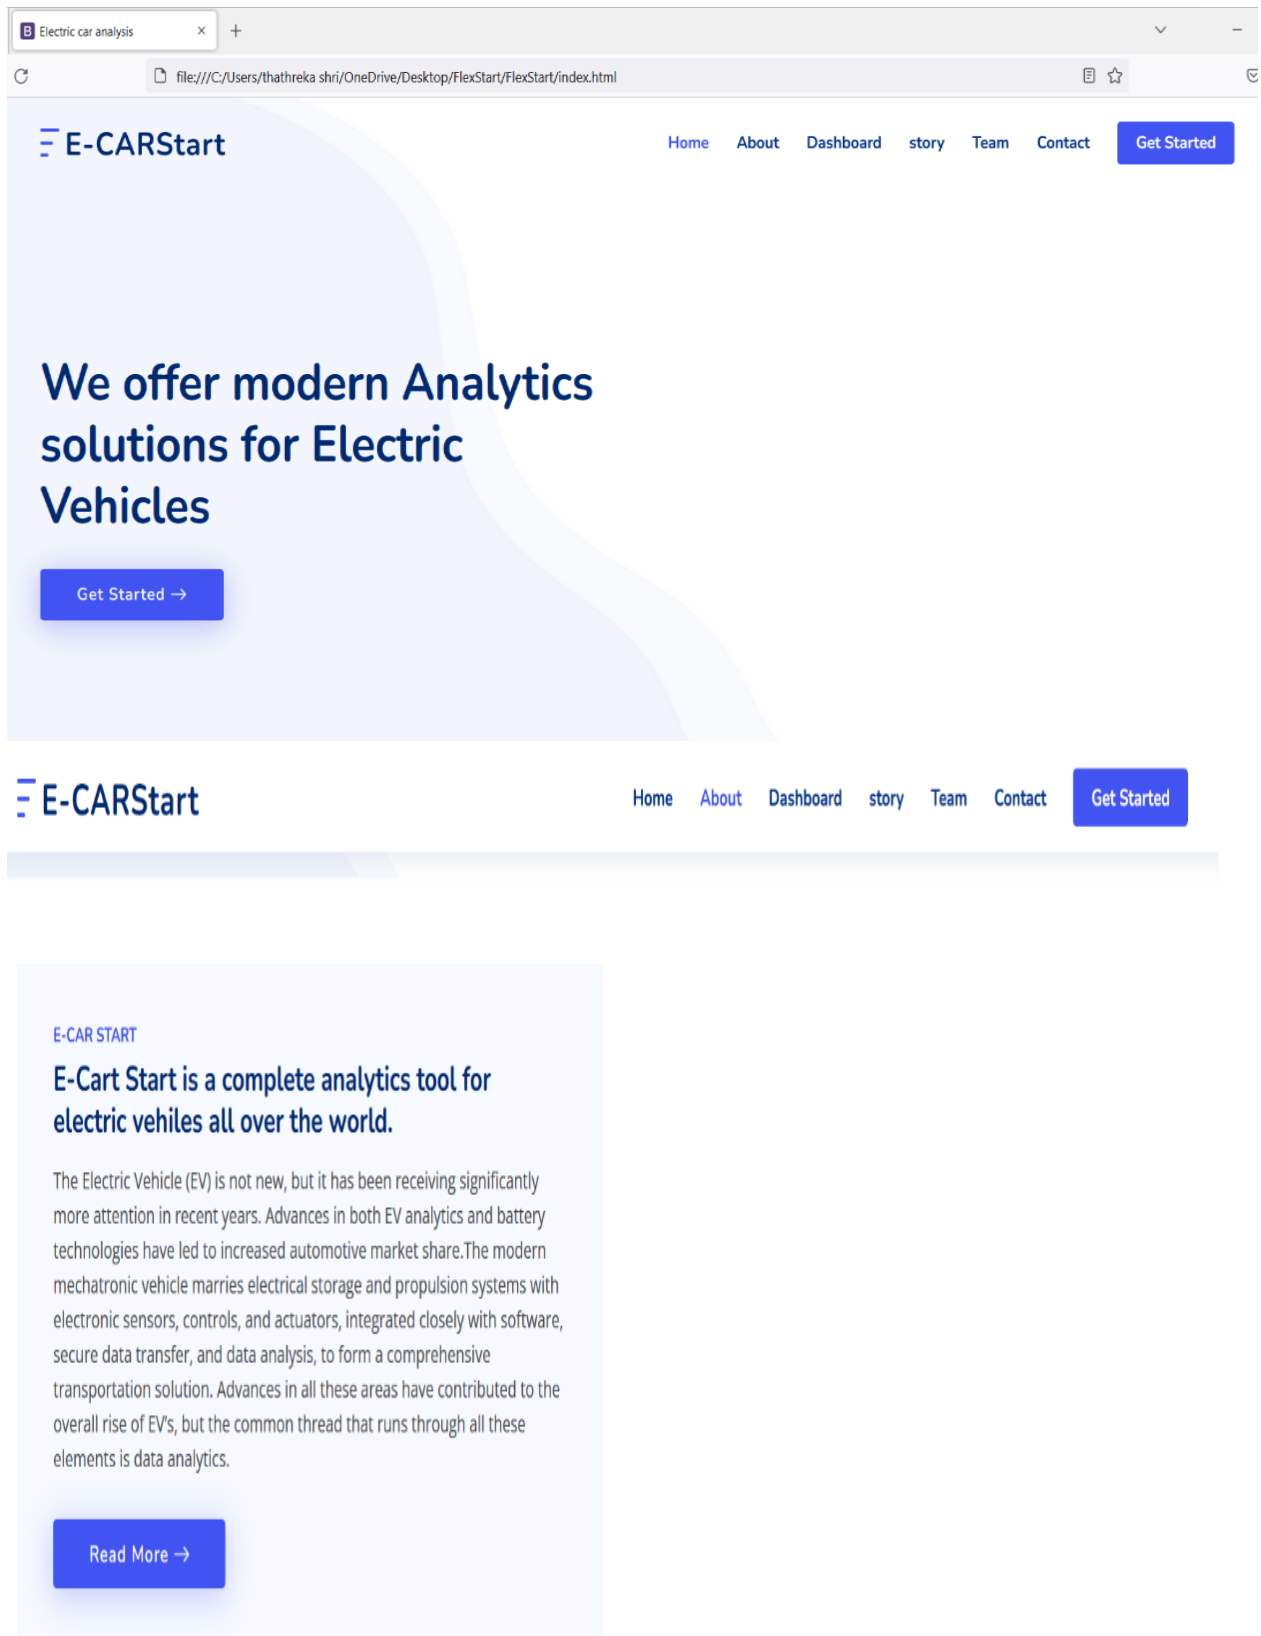 Electric car analysis
file:///C:/Users/thathreka shri/OneDrive/Desktop/FlexStart/FlexStart/index.html
E-CARStart Home About Dashboard story Team Contact Get Started
We offer modern Analytics
solutions for Electric
Vehicles
Get Started →
E-CARStart Home About Dashboard story Team Contact Get Started
E-CAR START
E-Cart Start is a complete analytics tool for
electric vehiles all over the world.
The Electric Vehicle (EV) is not new, but it has been receiving significantly
more attention in recent years. Advances in both EV analytics and battery
technologies have led to increased automotive market share.The modern
mechatronic vehicle marries electrical storage and propulsion systems with
electronic sensors, controls, and actuators, integrated closely with software,
secure data transfer, and data analysis, to form a comprehensive
transportation solution. Advances in all these areas have contributed to the
overall rise of EV's, but the common thread that runs through all these
elements is data analytics.
Read More →